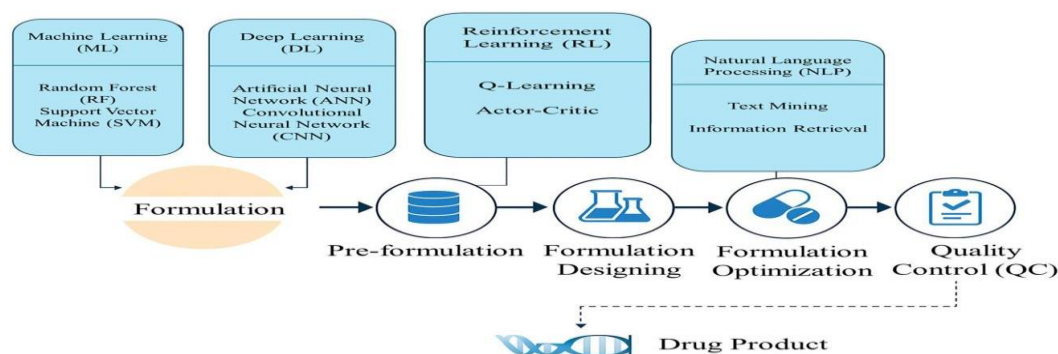 Machine Learning
(ML)
Random Forest
(RF)
Support Vector
Machine (SVM)
Deep Learning
(DL)
Artificial Neural
Network (ANN)
Convolutional
Neural Network
(CNN)
Reinforcement
Learning (RL)
Q-Learning
Actor-Critic
Natural Language
Processing (NLP)
Text Mining
Information Retrieval
Formulation
Pre-formulation
Formulation
Designing
Formulation
Optimization
Quality
Control (QC)
Drug Product